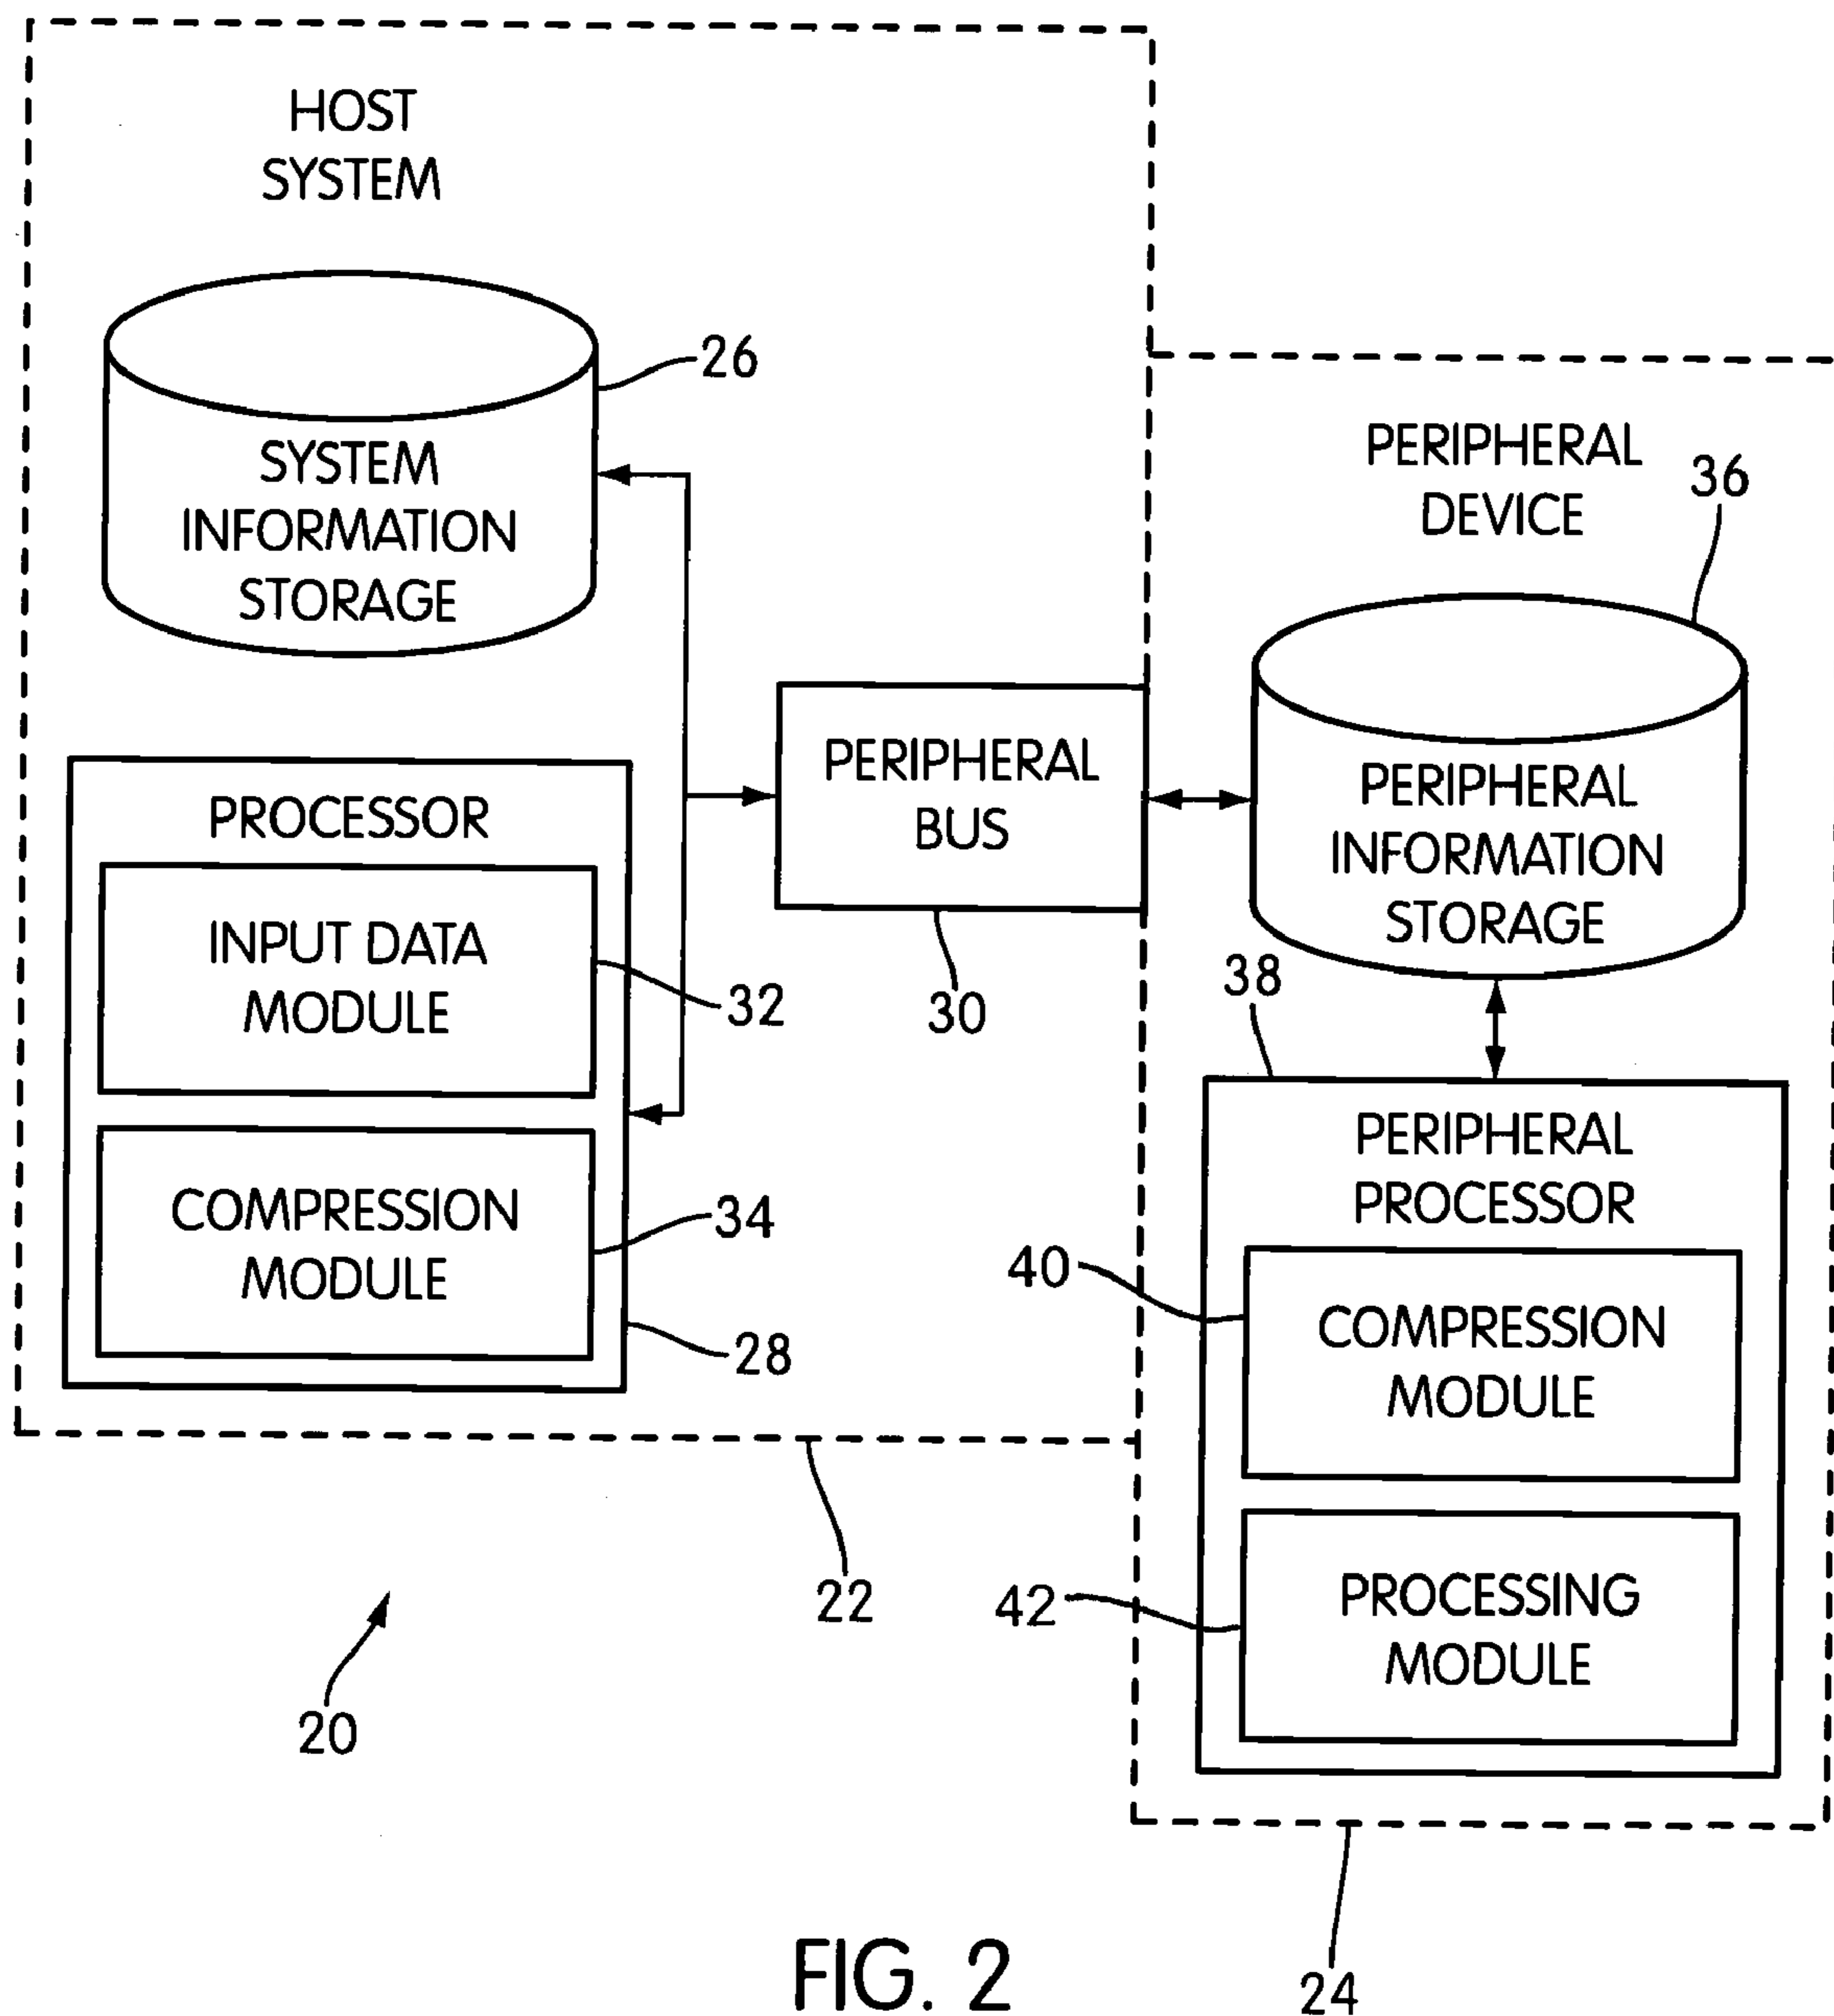 HOST
SYSTEM
26
SYSTEM
INFORMATION
STORAGE
PERIPHERAL
DEVICE
36
PERIPHERAL
BUS
30
PERIPHERAL
INFORMATION
STORAGE
PROCESSOR
INPUT DATA
MODULE
32
COMPRESSION
MODULE
34
28
38
PERIPHERAL
PROCESSOR
40
COMPRESSION
MODULE
42
PROCESSING
MODULE
22
20
24
FIG. 2